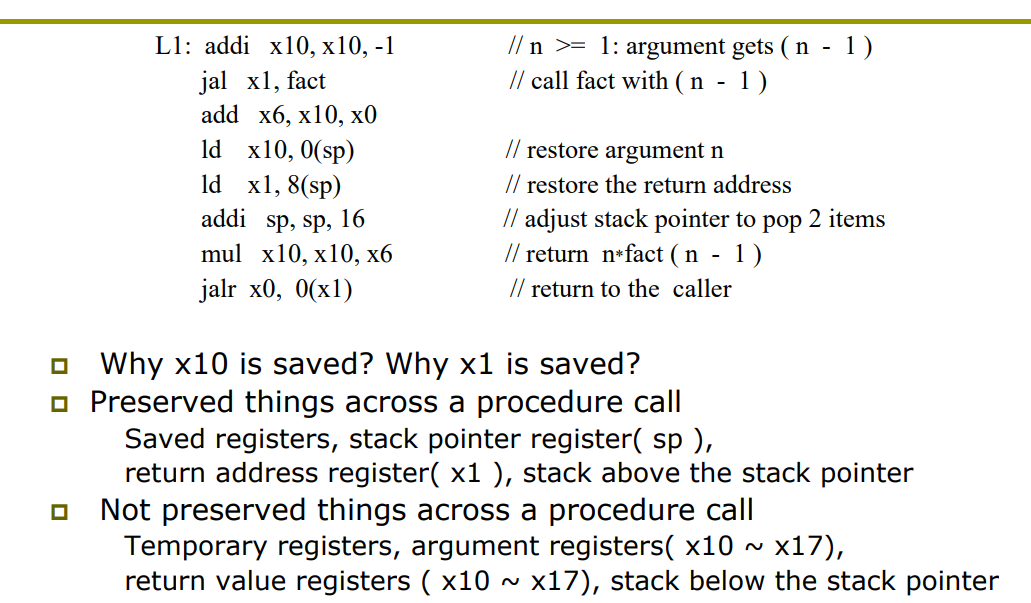 L1: addi x10, x10, -1 // n >= 1: argument gets ( n - 1 )
jal x1, fact // call fact with ( n - 1 )
add x6, x10, x0
ld x10, 0(sp) // restore argument n
ld x1, 8(sp) // restore the return address
addi sp, sp, 16 // adjust stack pointer to pop 2 items
mul x10, x10, x6 // return n*fact ( n - 1 )
jalr x0, 0(x1) // return to the caller
Why x10 is saved? Why x1 is saved?
Preserved things across a procedure call
Saved registers, stack pointer register( sp ),
return address register( x1 ), stack above the stack pointer
Not preserved things across a procedure call
Temporary registers, argument registers( x10 ~ x17),
return value registers ( x10 ~ x17), stack below the stack pointer